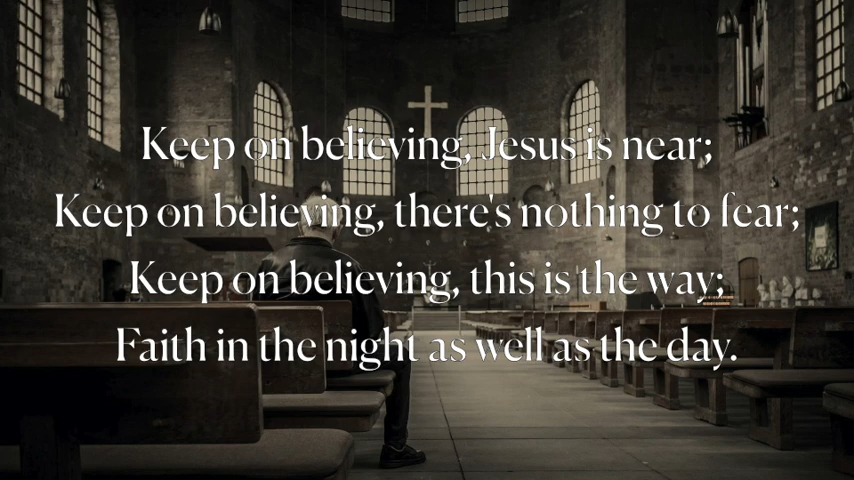 Keep on believing, Jesus is near;
Keep on believing, there's nothing to fear;
Keep on believing, this is the way;
Faith in the night as well as the day.